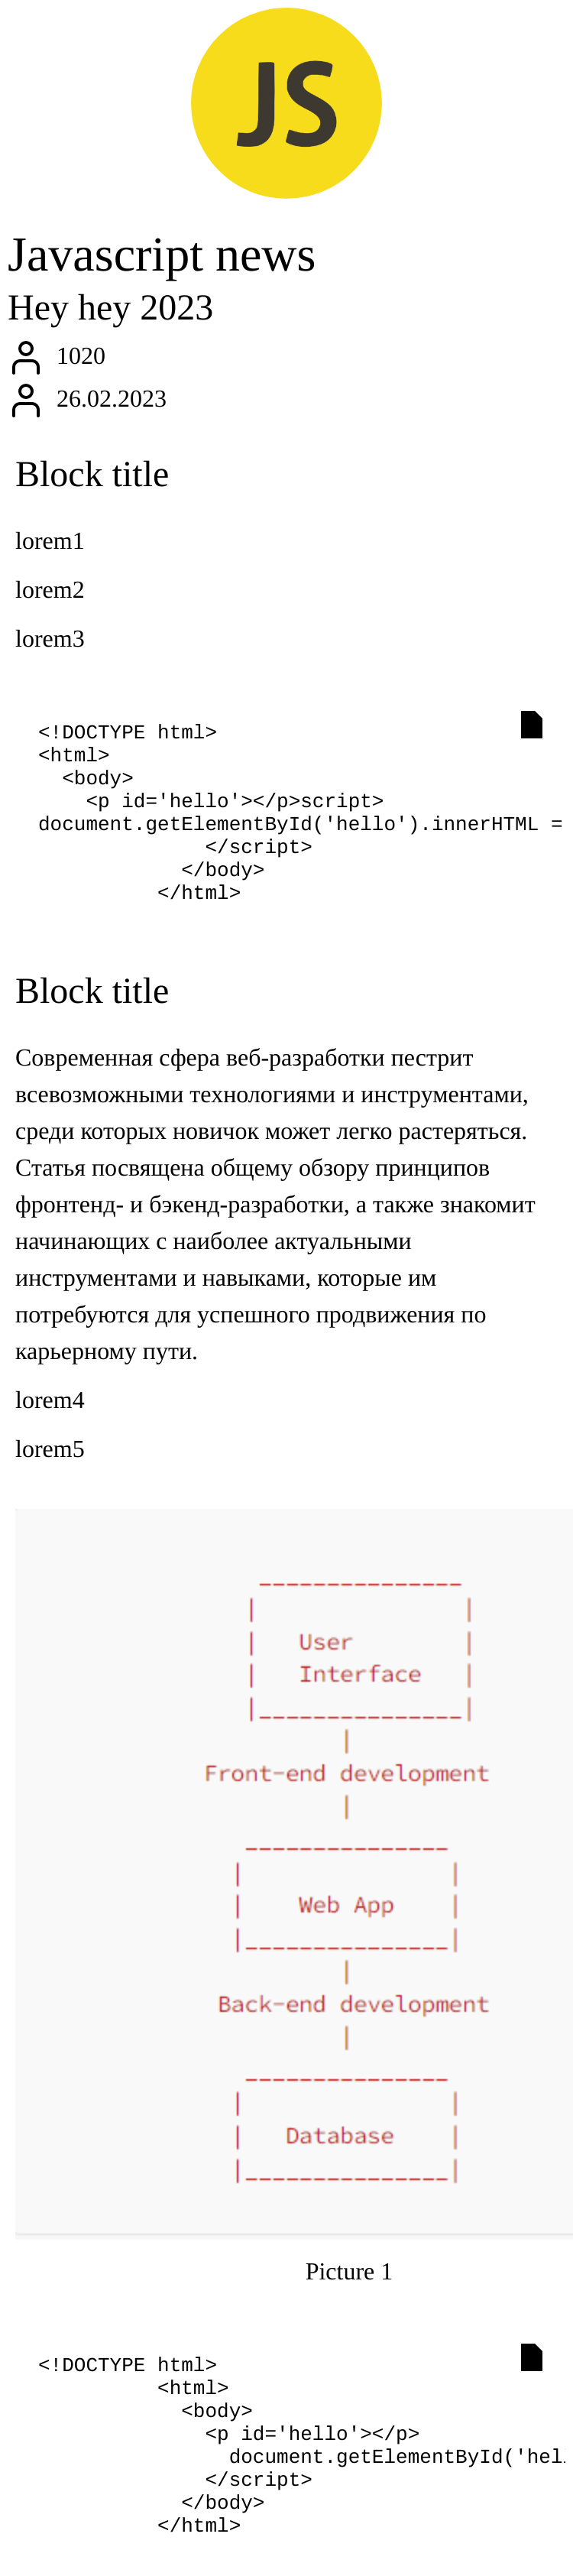 JS
Javascript news
Hey hey 2023
1020
26.02.2023
Block title
lorem1
lorem2
lorem3
<!DOCTYPE html>
<html>
  <body>
    <p id='hello'></p>script>
document.getElementById('hello').innerHTML =
              </script>
            </body>
          </html>
Block title
Современная сфера веб-разработки пестрит
всевозможными технологиями и инструментами,
среди которых новичок может легко растеряться.
Статья посвящена общему обзору принципов
фронтенд- и бэкенд-разработки, а также знакомит
начинающих с наиболее актуальными
инструментами и навыками, которые им
потребуются для успешного продвижения по
карьерному пути.
lorem4
lorem5
User
Interface
Front-end development
Web App
Back-end development
Database
Picture 1
<!DOCTYPE html>
          <html>
            <body>
              <p id='hello'></p>
                document.getElementById('hel
              </script>
            </body>
          </html>